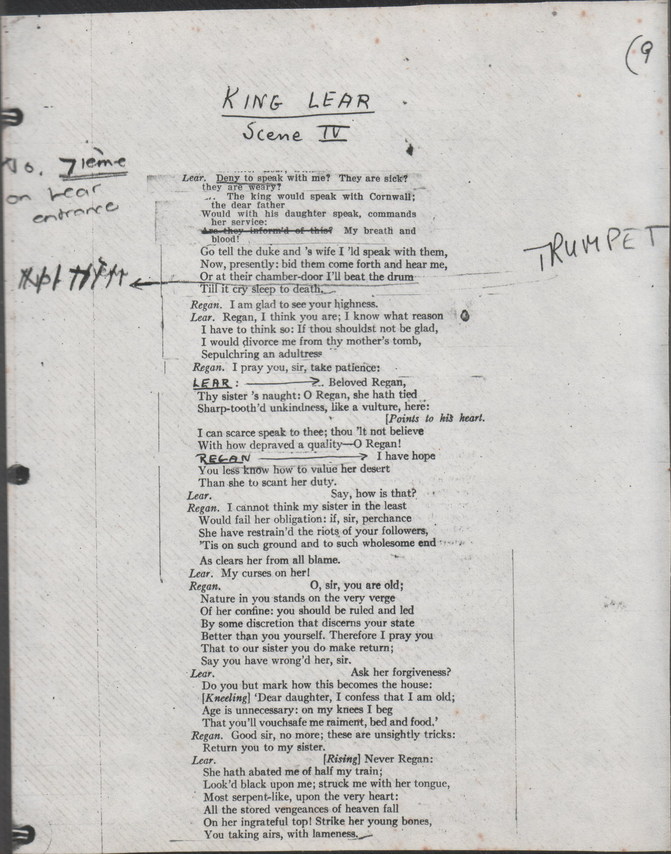 (9
KING LEAR
Scene IV
7ième
on Lear
entrance
TRUMPET
Lear. Deny to speak with me? They are sick?
they are weary?
... The king would speak with Cornwall;
the dear father
Would with his daughter speak, commands
her service:
Are they inform'd of this? My breath and
blood!
Go tell the duke and 's wife I 'ld speak with them,
Now, presently: bid them come forth and hear me,
Or at their chamber-door I'll beat the drum
Till it cry sleep to death.
Regan. I am glad to see your highness.
Lear. Regan, I think you are; I know what reason
I have to think so: If thou shouldst not be glad,
I would divorce me from thy mother's tomb,
Sepulchring an adultress
Regan. I pray you, sir, take patience:
LEAR: Beloved Regan,
Thy sister 's naught: O Regan, she hath tied
Sharp-tooth'd unkindness, like a vulture, here:
[Points to his heart.
I can scarce speak to thee; thou 'lt not believe
With how depraved a quality—O Regan!
REGAN I have hope
You less know how to value her desert
Than she to scant her duty.
Lear. Say, how is that?
Regan. I cannot think my sister in the least
Would fail her obligation: if, sir, perchance
She have restrain'd the riots of your followers,
'Tis on such ground and to such wholesome end
As clears her from all blame.
Lear. My curses on her!
Regan. O, sir, you are old;
Nature in you stands on the very verge
Of her confine: you should be ruled and led
By some discretion that discerns your state
Better than you yourself. Therefore I pray you
That to our sister you do make return;
Say you have wrong'd her, sir.
Lear. Ask her forgiveness?
Do you but mark how this becomes the house:
[Kneeling] 'Dear daughter, I confess that I am old;
Age is unnecessary: on my knees I beg
That you'll vouchsafe me raiment, bed and food.'
Regan. Good sir, no more; these are unsightly tricks:
Return you to my sister.
Lear. [Rising] Never Regan:
She hath abated me of half my train;
Look'd black upon me; struck me with her tongue,
Most serpent-like, upon the very heart:
All the stored vengeances of heaven fall
On her ingrateful top! Strike her young bones,
You taking airs, with lameness.